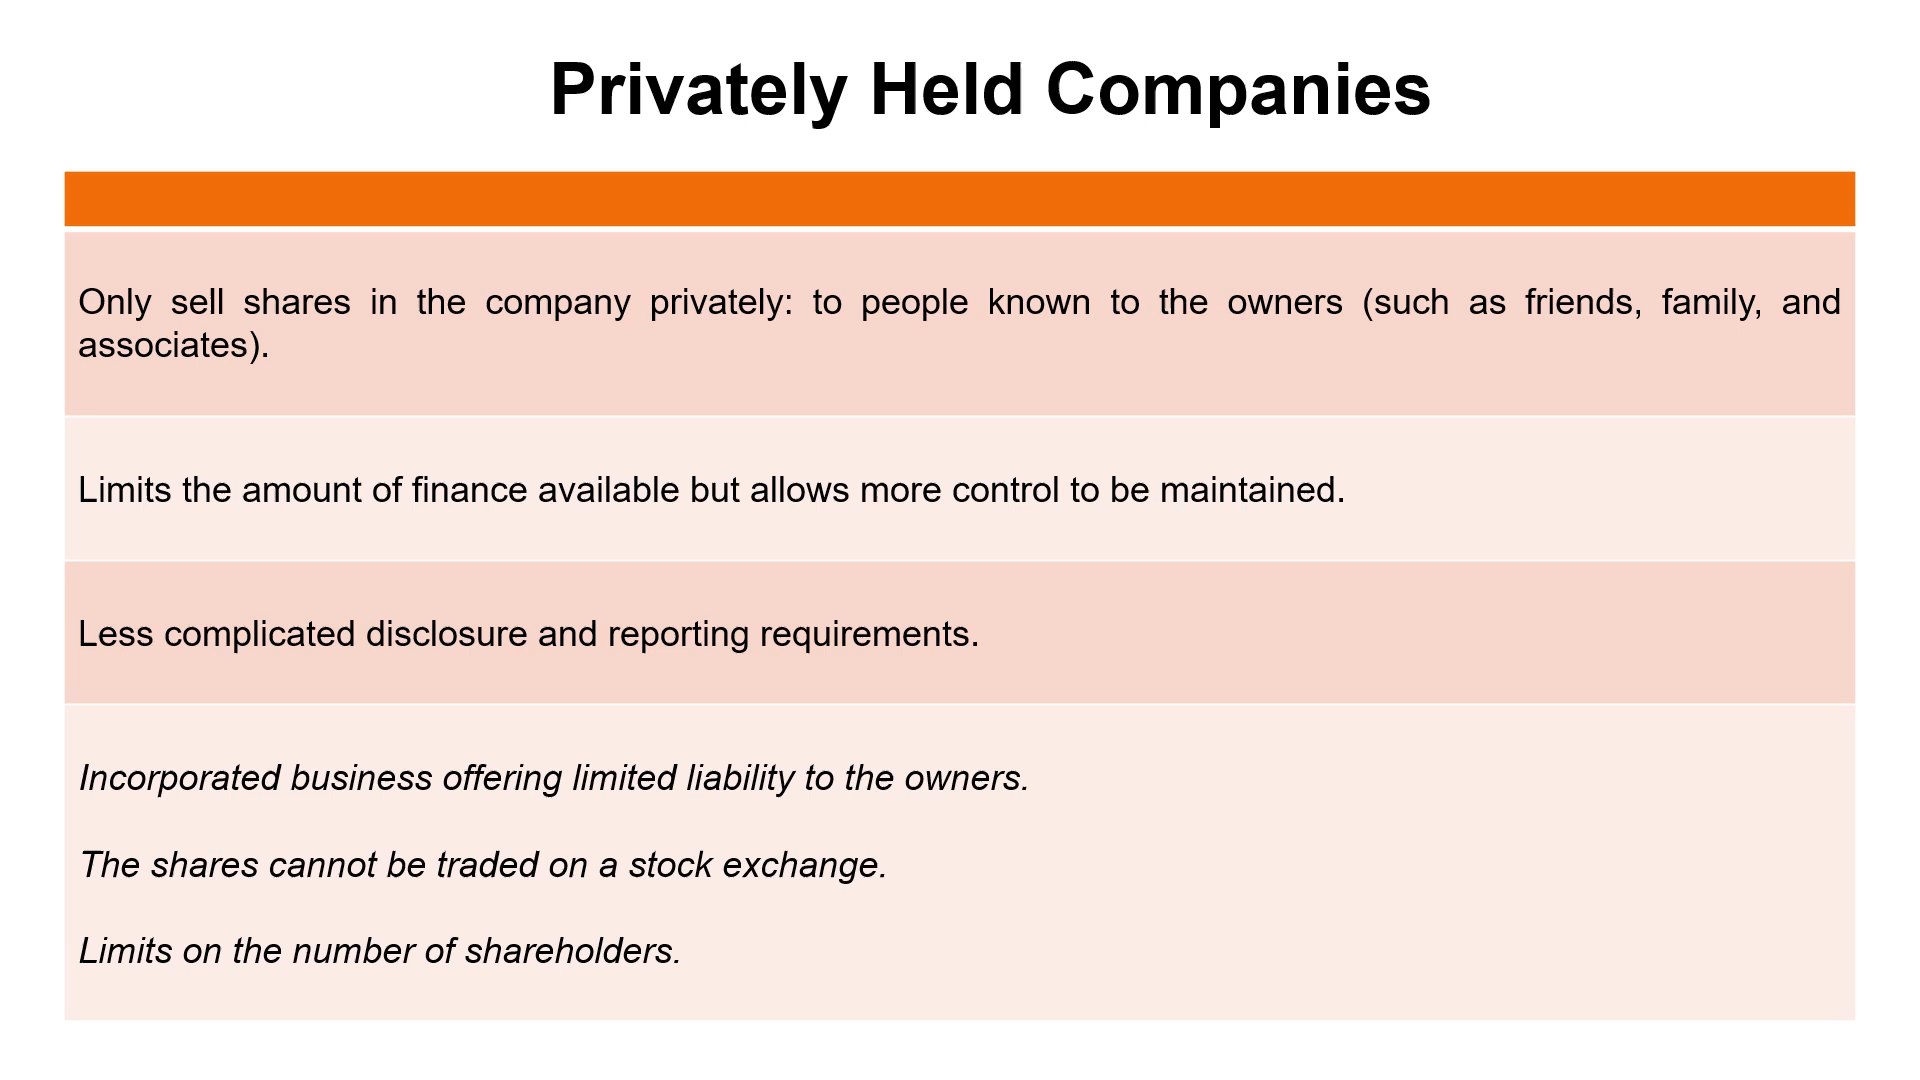 Privately Held Companies
Only sell shares in the company privately: to people known to the owners (such as friends, family, and
associates).
Limits the amount of finance available but allows more control to be maintained.
Less complicated disclosure and reporting requirements.
Incorporated business offering limited liability to the owners.
The shares cannot be traded on a stock exchange.
Limits on the number of shareholders.